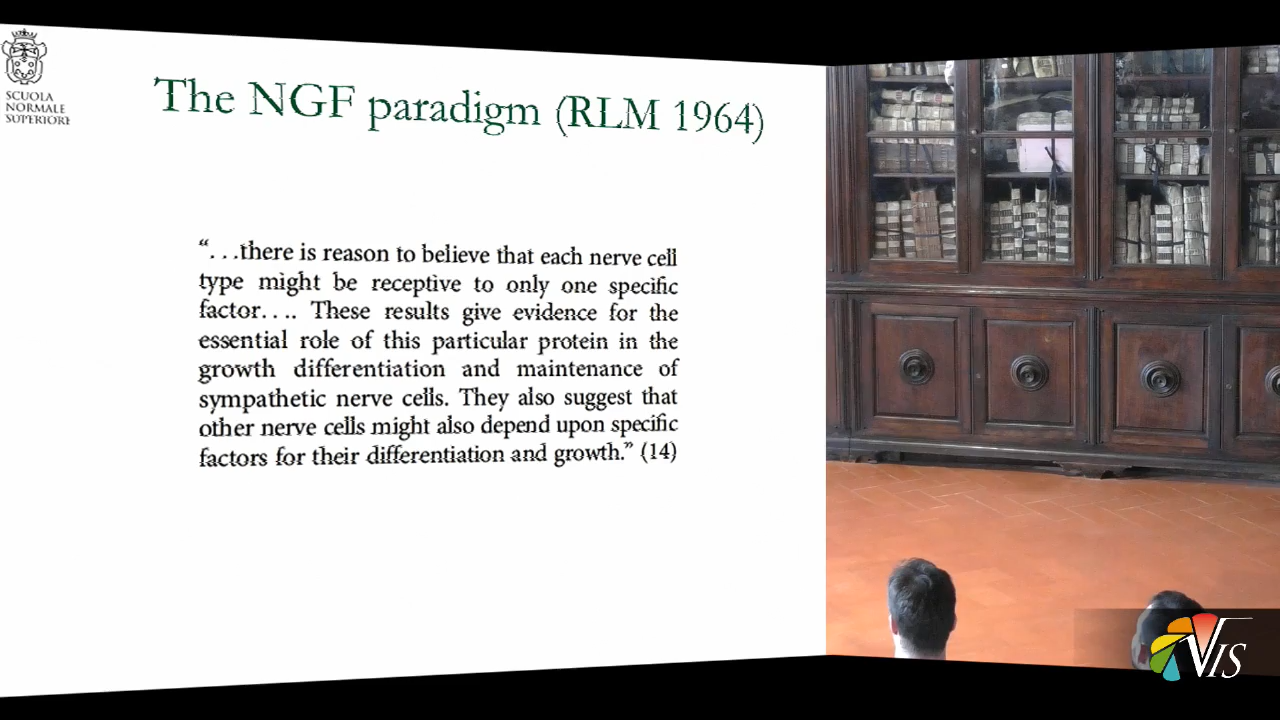 SCUOLA
NORMALE
SUPERIORE
The NGF paradigm (RLM 1964)
“. . .there is reason to believe that each nerve cell
type might be receptive to only one specific
factor. . .. These results give evidence for the
essential role of this particular protein in the
growth differentiation and maintenance of
sympathetic nerve cells. They also suggest that
other nerve cells might also depend upon specific
factors for their differentiation and growth.” (14)
VIS